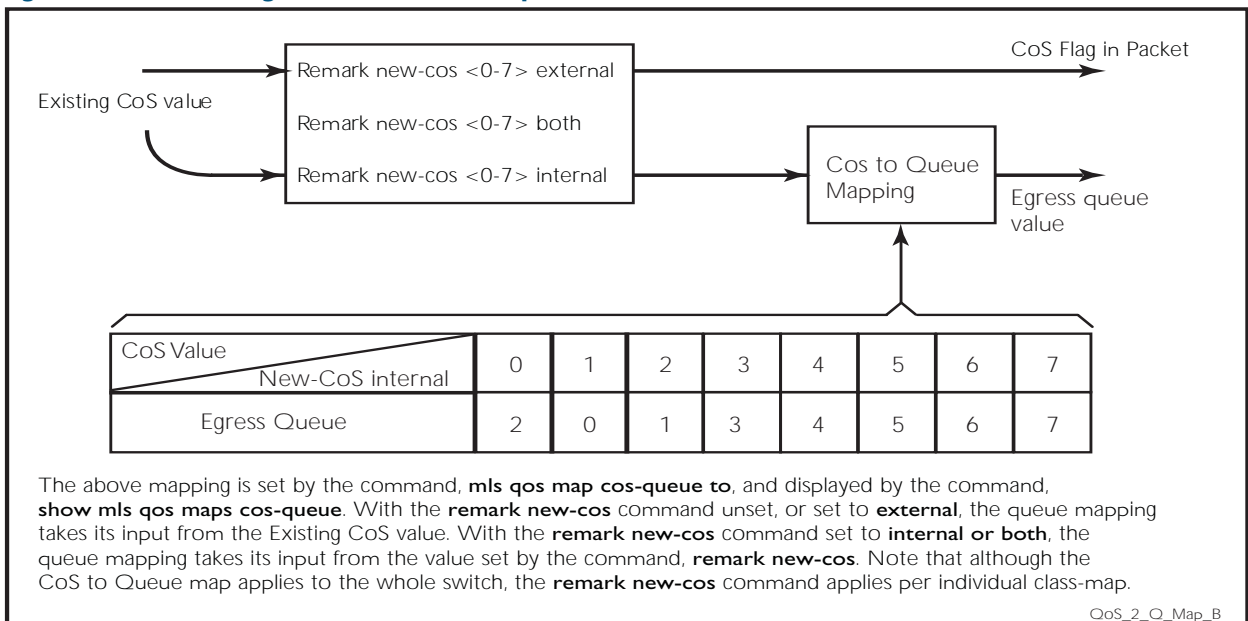 CoS Flag in Packet
Remark new-cos <0-7> external
Existing CoS value
Remark new-cos <0-7> both
Remark new-cos <0-7> internal
Cos to Queue
Mapping
Egress queue
value
CoS Value
New-CoS internal
0 1 2 3 4 5 6 7
Egress Queue 2 0 1 3 4 5 6 7
The above mapping is set by the command, mls qos map cos-queue to, and displayed by the command,
show mls qos maps cos-queue. With the remark new-cos command unset, or set to external, the queue mapping
takes its input from the Existing CoS value. With the remark new-cos command set to internal or both, the
queue mapping takes its input from the value set by the command, remark new-cos. Note that although the
CoS to Queue map applies to the whole switch, the remark new-cos command applies per individual class-map.
QoS_2_Q_Map_B